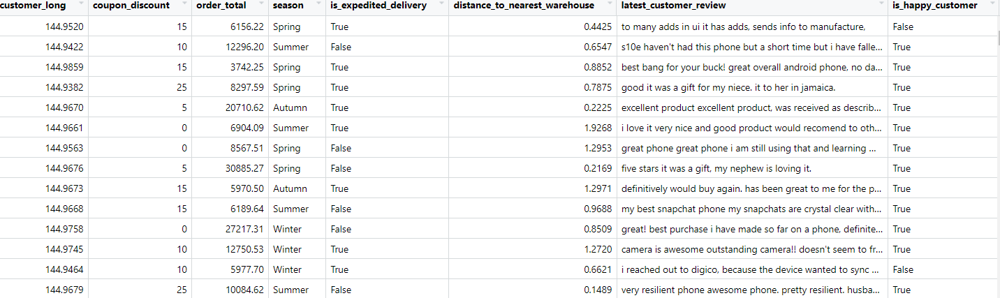 customer_long coupon_discount order_total season is_expedited_delivery distance_to_nearest_warehouse latest_customer_review is_happy_customer
144.9520 15 6156.22 Spring True 0.4425 to many adds in ui it has adds, sends info to manufacture, False
144.9422 10 12296.20 Summer False 0.6547 s10e haven't had this phone but a short time but i have falle... True
144.9859 15 3742.25 Spring True 0.8852 best bang for your buck! great overall android phone, no da... True
144.9382 25 8297.59 Spring True 0.7875 good it was a gift for my niece. it to her in jamaica. True
144.9670 5 20710.62 Autumn True 0.2225 excellent product excellent product, was received as describ... True
144.9661 0 6904.09 Summer True 1.9268 i love it very nice and good product would recomend to oth... True
144.9563 0 8567.51 Spring False 1.2953 great phone great phone i am still using that and learning ... True
144.9676 5 30885.27 Spring False 0.2169 five stars it was a gift, my nephew is loving it. True
144.9673 15 5970.50 Autumn True 1.2971 definitively would buy again. has been great to me for the p... True
144.9668 15 6189.64 Summer False 0.9688 my best snapchat phone my snapchats are crystal clear with... True
144.9758 0 27217.31 Winter False 0.8509 great! best purchase i have made so far on a phone, definite... True
144.9745 10 12750.53 Winter True 1.2720 camera is awesome outstanding camera!! doesn't seem to fr... True
144.9464 10 5977.70 Winter True 0.6621 i reached out to digico, because the device wanted to sync ... False
144.9679 25 10084.62 Summer False 0.1489 very resilient phone awesome phone. pretty resilient. husba... True